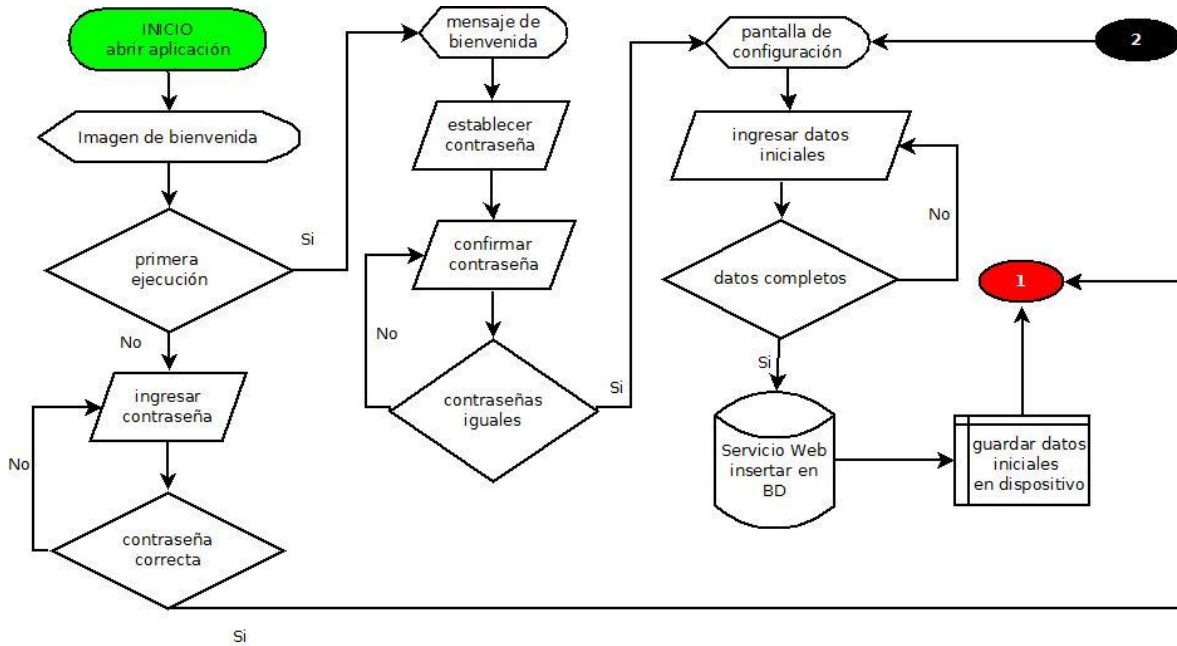 INICIO
abrir aplicación
Imagen de bienvenida
primera
ejecución
Si
No
ingresar
contraseña
No
contraseña
correcta
Si
mensaje de
bienvenida
establecer
contraseña
confirmar
contraseña
No
contraseñas
iguales
Si
pantalla de
configuración
2
ingresar datos
iniciales
No
datos completos
Si
1
Servicio Web
insertar en
BD
guardar datos
iniciales
en dispositivo